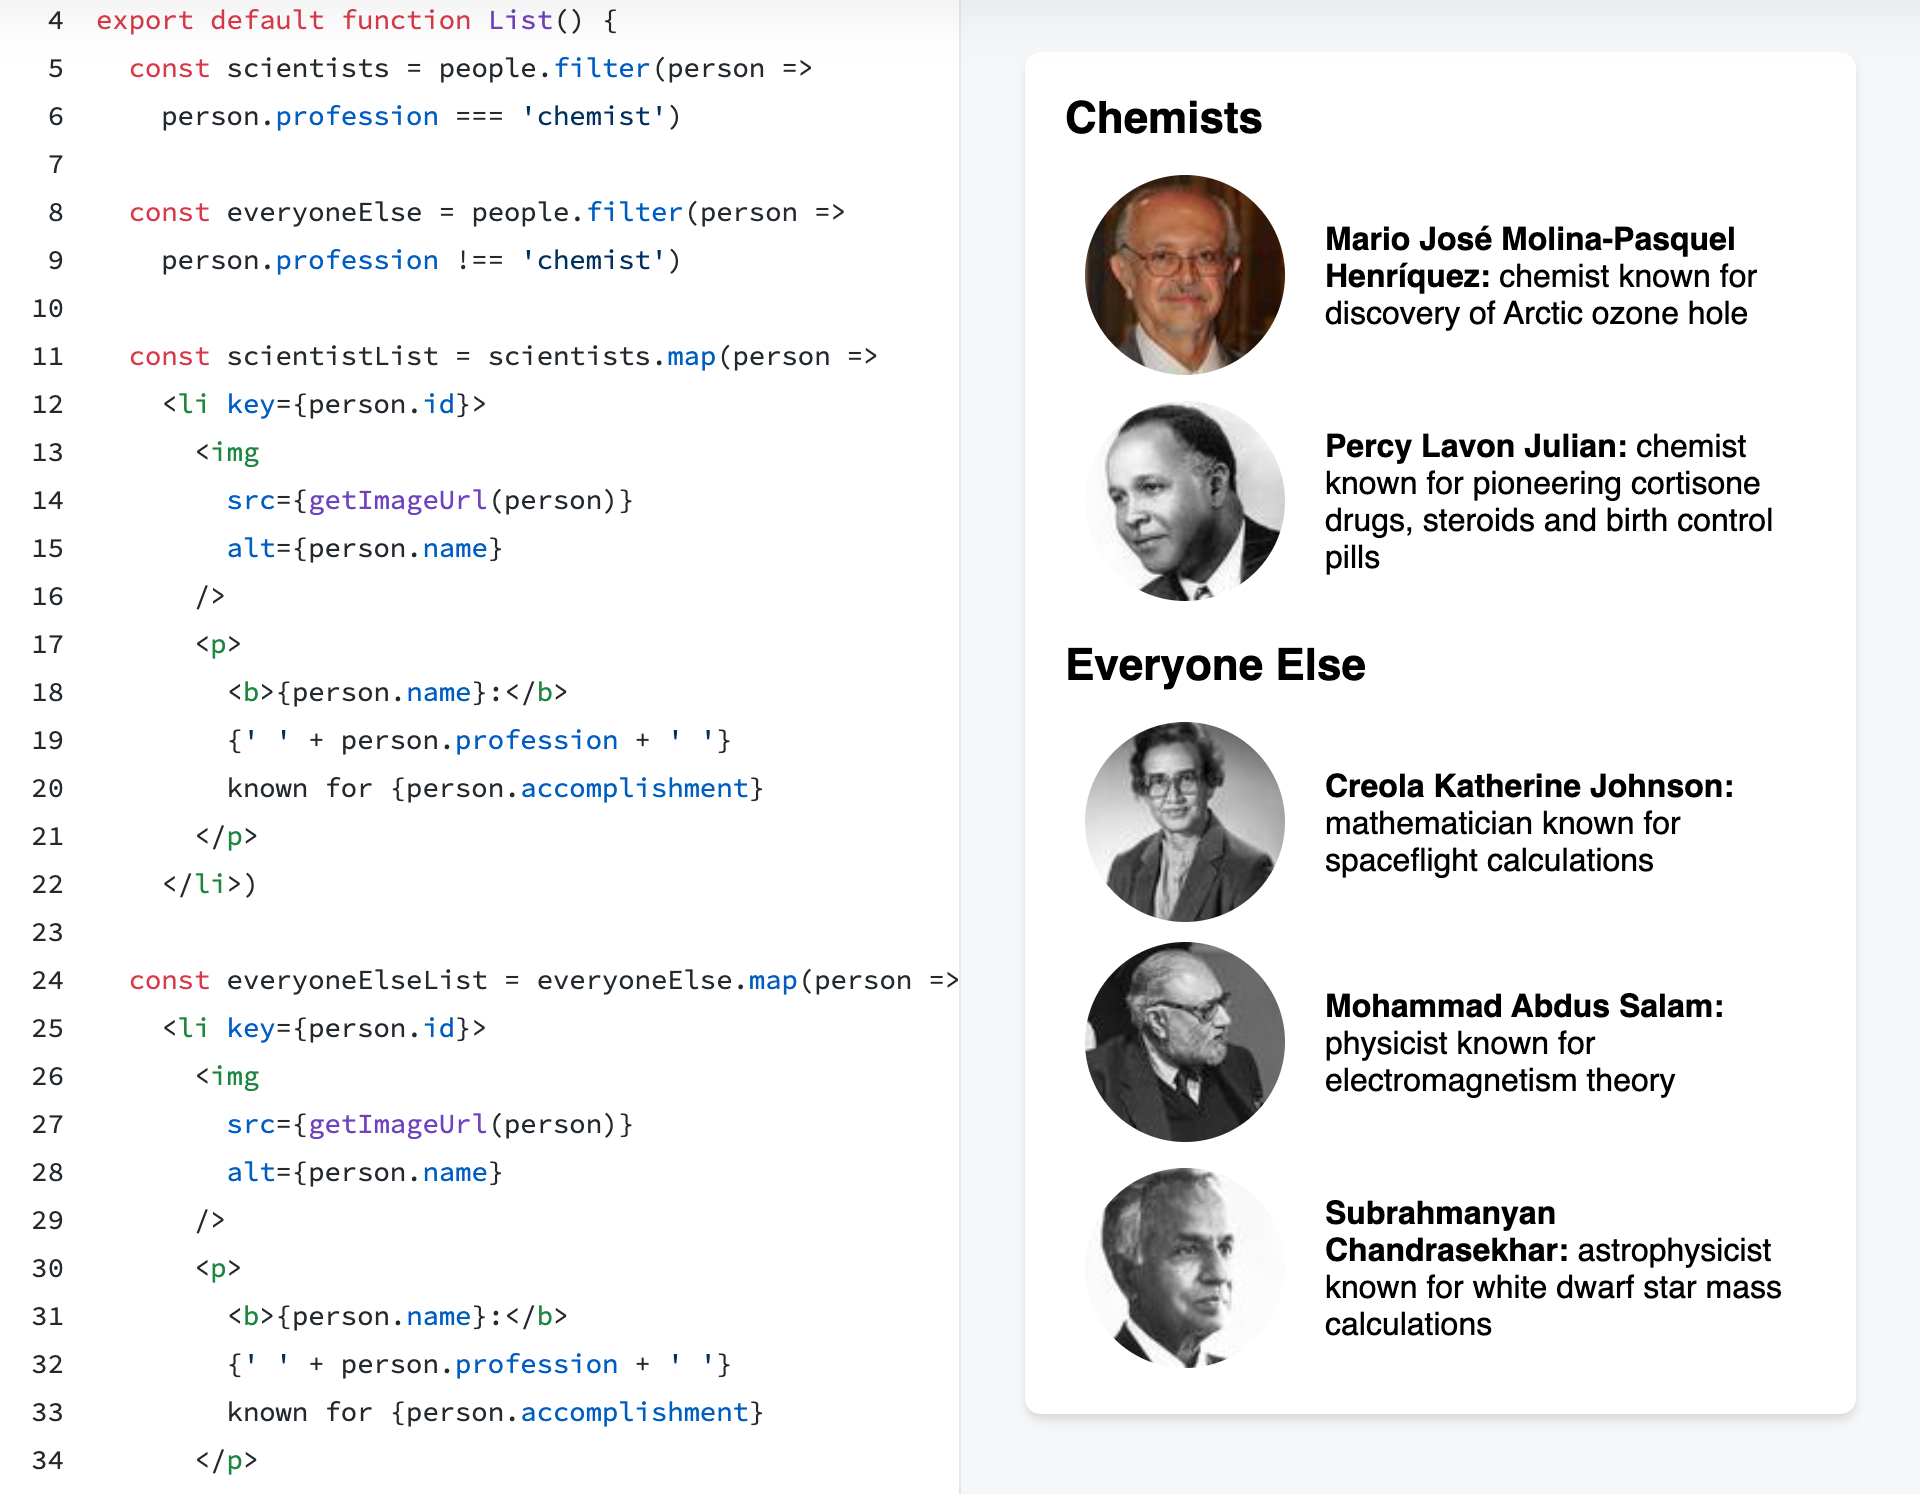 4 export default function List() {
5 const scientists = people.filter(person =>
6 person.profession === 'chemist')
7
8 const everyoneElse = people.filter(person =>
9 person.profession !== 'chemist')
10
11 const scientistList = scientists.map(person =>
12 <li key={person.id}>
13 <img
14 src={getImageUrl(person)}
15 alt={person.name}
16 />
17 <p>
18 <b>{person.name}:</b>
19 {' ' + person.profession + ' '}
20 known for {person.accomplishment}
21 </p>
22 </li>)
23
24 const everyoneElseList = everyoneElse.map(person =>
25 <li key={person.id}>
26 <img
27 src={getImageUrl(person)}
28 alt={person.name}
29 />
30 <p>
31 <b>{person.name}:</b>
32 {' ' + person.profession + ' '}
33 known for {person.accomplishment}
34 </p>
Chemists
Mario José Molina-Pasquel
Henríquez: chemist known for
discovery of Arctic ozone hole
Percy Lavon Julian: chemist
known for pioneering cortisone
drugs, steroids and birth control
pills
Everyone Else
Creola Katherine Johnson:
mathematician known for
spaceflight calculations
Mohammad Abdus Salam:
physicist known for
electromagnetism theory
Subrahmanyan
Chandrasekhar: astrophysicist
known for white dwarf star mass
calculations